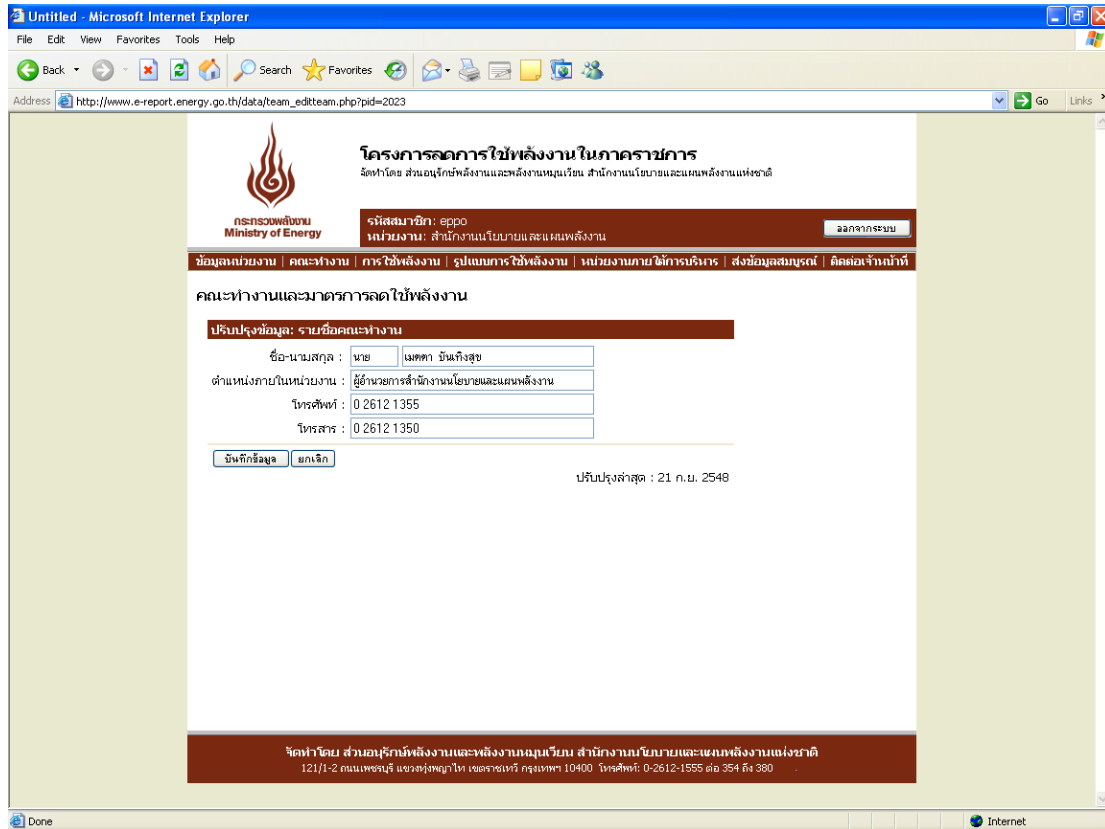 Untitled - Microsoft Internet Explorer
File Edit View Favorites Tools Help
Back Search Favorites
Address http://www.e-report.energy.go.th/data/team_editteam.php?pid=2023 Go Links
โครงการลดการใช้พลังงานในภาคราชการ
จัดทำโดย ส่วนอนุรักษ์พลังงานและพลังงานหมุนเวียน สำนักงานนโยบายและแผนพลังงานแห่งชาติ
กระทรวงพลังงาน
Ministry of Energy
รหัสสมาชิก: eppo
หน่วยงาน: สำนักงานนโยบายและแผนพลังงาน
ออกจากระบบ
ข้อมูลหน่วยงาน | คณะทำงาน | การใช้พลังงาน | รูปแบบการใช้พลังงาน | หน่วยงานภายใต้การบริหาร | ส่งข้อมูลสมบูรณ์ | ติดต่อเจ้าหน้าที่
คณะทำงานและมาตรการลดใช้พลังงาน
ปรับปรุงข้อมูล: รายชื่อคณะทำงาน
ชื่อ-นามสกุล : นาย เมตตา บันเทิงสุข
ตำแหน่งภายในหน่วยงาน : ผู้อำนวยการสำนักงานนโยบายและแผนพลังงาน
โทรศัพท์ : 0 2612 1355
โทรสาร : 0 2612 1350
บันทึกข้อมูล ยกเลิก
ปรับปรุงล่าสุด : 21 ก.ย. 2548
จัดทำโดย ส่วนอนุรักษ์พลังงานและพลังงานหมุนเวียน สำนักงานนโยบายและแผนพลังงานแห่งชาติ
121/1-2 ถนนเพชรบุรี แขวงทุ่งพญาไท เขตราชเทวี กรุงเทพฯ 10400 โทรศัพท์: 0-2612-1555 ต่อ 354 ถึง 380
Done Internet